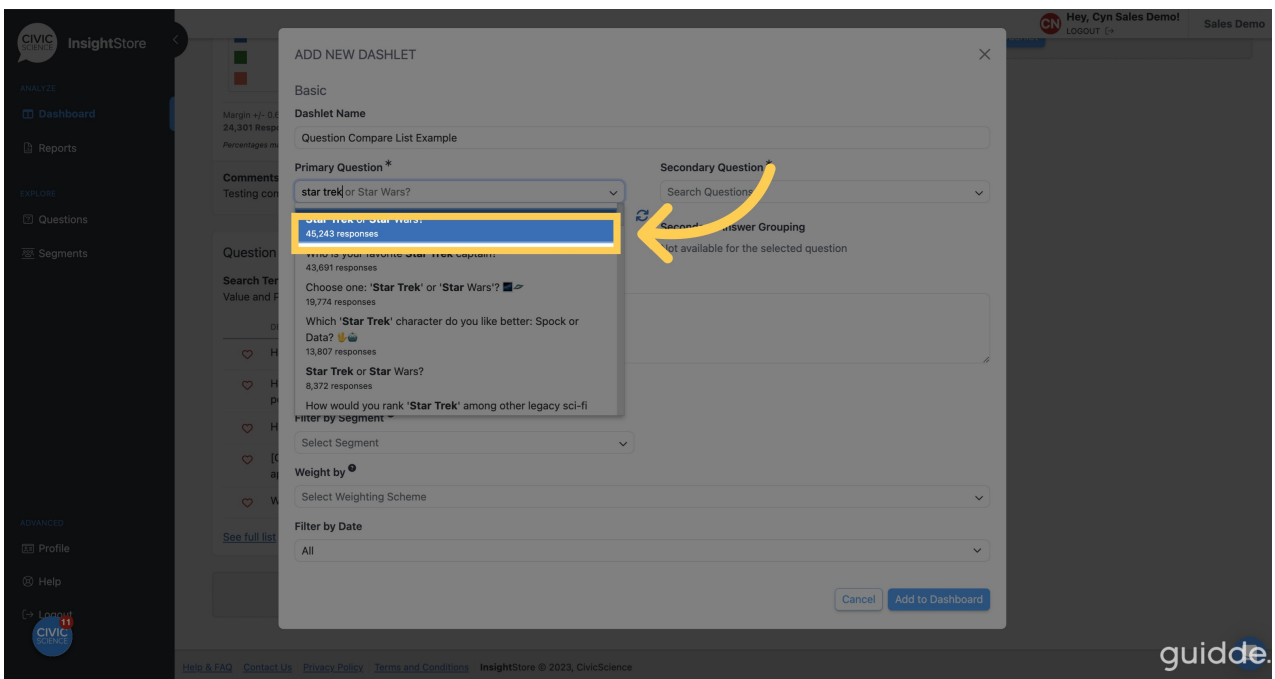 CIVIC
SCIENCE
InsightStore
Hey, Cyn Sales Demo!
CN
LOGOUT
Sales Demo
ANALYZE
Dashboard
Reports
EXPLORE
Questions
Segments
ADVANCED
Profile
Help
Logout
11
CIVIC
SCIENCE
Margin +/- 0.6
24,301 Resp
Percentages mu
Comments
Testing con
Question
Search Ter
Value and P
See full list
ADD NEW DASHLET
Basic
Dashlet Name
Question Compare List Example
Primary Question *
Secondary Question *
star trek or Star Wars?
Search Questions
Star Trek or Star Wars?
45,243 responses
Secondary Answer Grouping
Not available for the selected question
Who is your favorite Star Trek captain?
43,691 responses
Choose one: 'Star Trek' or 'Star Wars'?
19,774 responses
Which 'Star Trek' character do you like better: Spock or
Data?
13,807 responses
Star Trek or Star Wars?
8,372 responses
How would you rank 'Star Trek' among other legacy sci-fi
Filter by Segment
Select Segment
Weight by
Select Weighting Scheme
Filter by Date
All
Cancel
Add to Dashboard
Help & FAQ Contact Us Privacy Policy Terms and Conditions InsightStore © 2023, CivicScience
guidde.